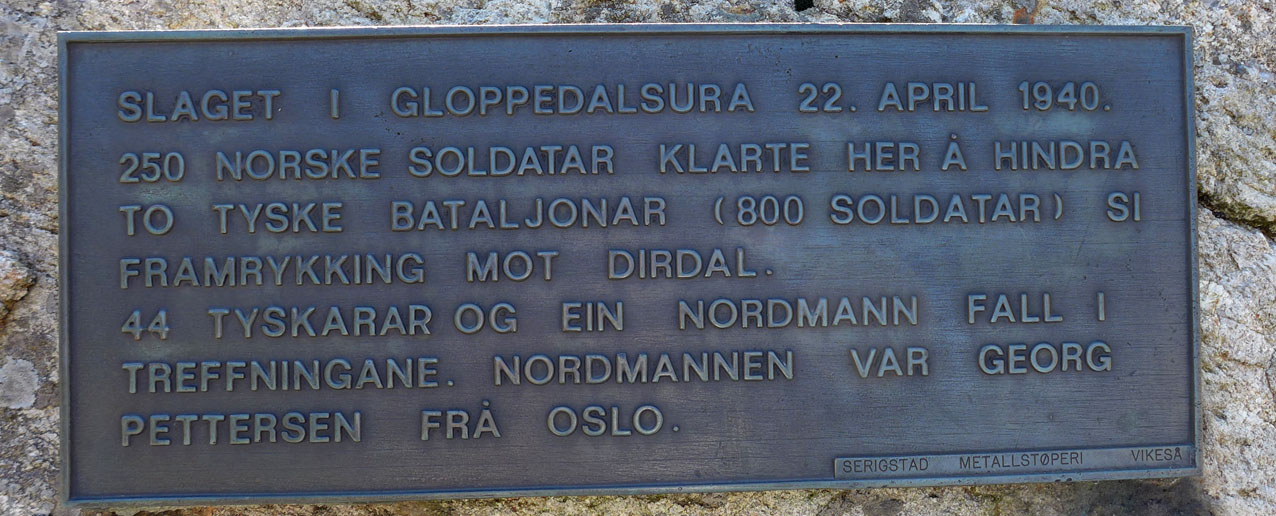 SLAGET I GLOPPEDALSURA 22. APRIL 1940.
250 NORSKE SOLDATAR KLARTE HER Å HINDRA
TO TYSKE BATALJONAR (800 SOLDATAR) SI
FRAMRYKKING MOT DIRDAL.
44 TYSKARAR OG EIN NORDMANN FALL I
TREFFNINGANE. NORDMANNEN VAR GEORG
PETTERSEN FRÅ OSLO.
SERIGSTAD METALLSTØPERI VIKESÅ